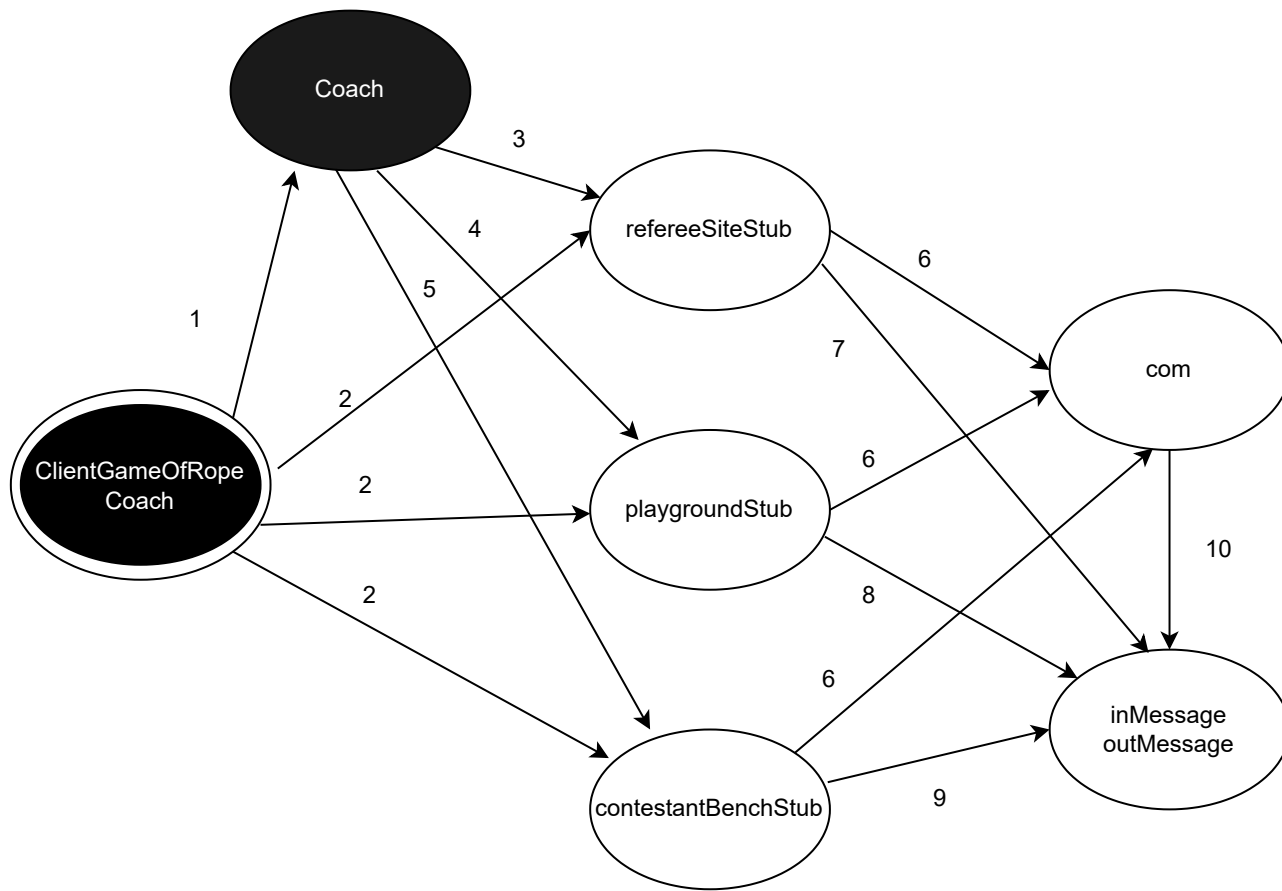 Coach
3
refereeSiteStub
4
6
5
1
7
com
2
ClientGameOfRope
Coach
2
6
playgroundStub
10
2
8
6
inMessage
outMessage
contestantBenchStub
9